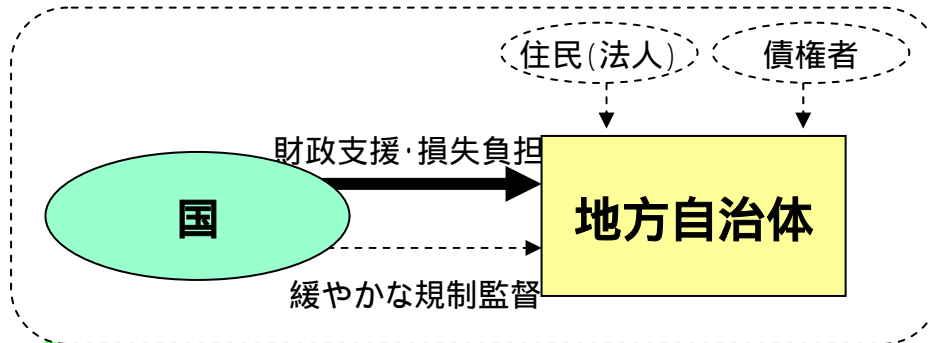 住民(法人)
債権者
財政支援·損失負担
国
地方自治体
緩やかな規制監督